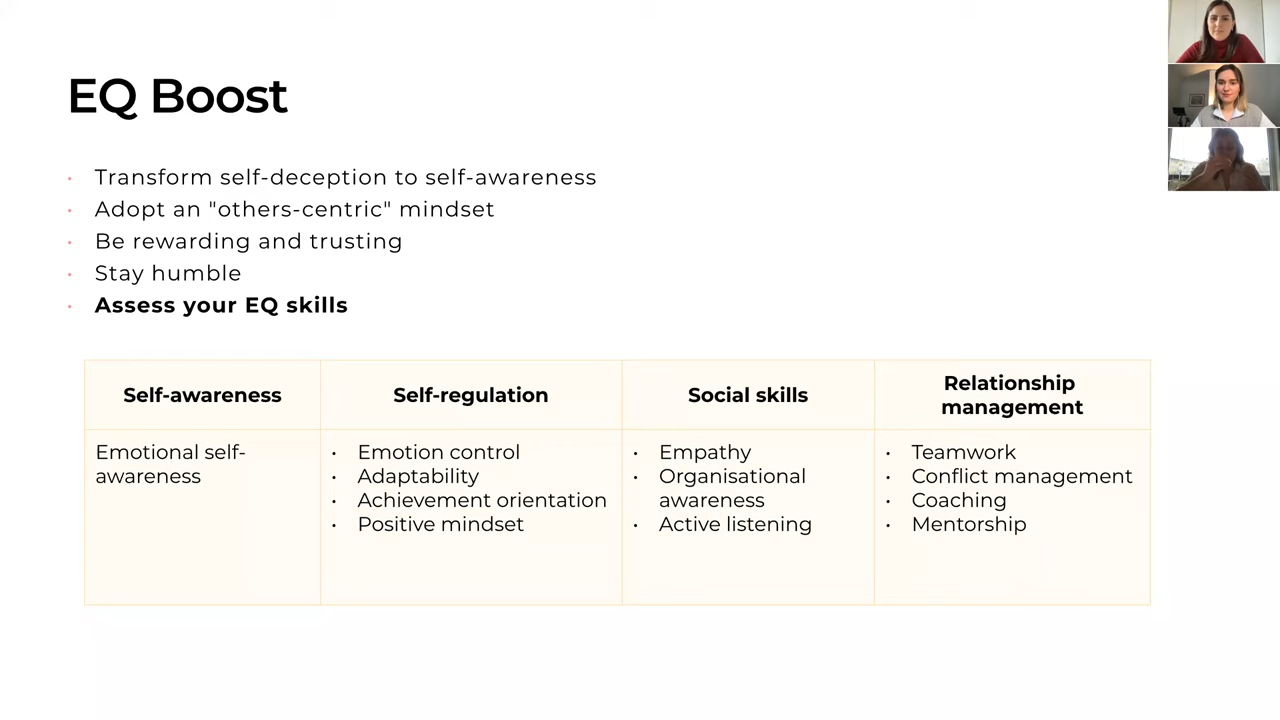 EQ Boost
· Transform self-deception to self-awareness
· Adopt an "others-centric" mindset
· Be rewarding and trusting
· Stay humble
· Assess your EQ skills
Self-awareness
Self-regulation
Social skills
Relationship
management
Emotional self-
awareness
· Emotion control
· Adaptability
· Achievement orientation
· Positive mindset
· Empathy
· Organisational
awareness
· Active listening
· Teamwork
· Conflict management
· Coaching
· Mentorship